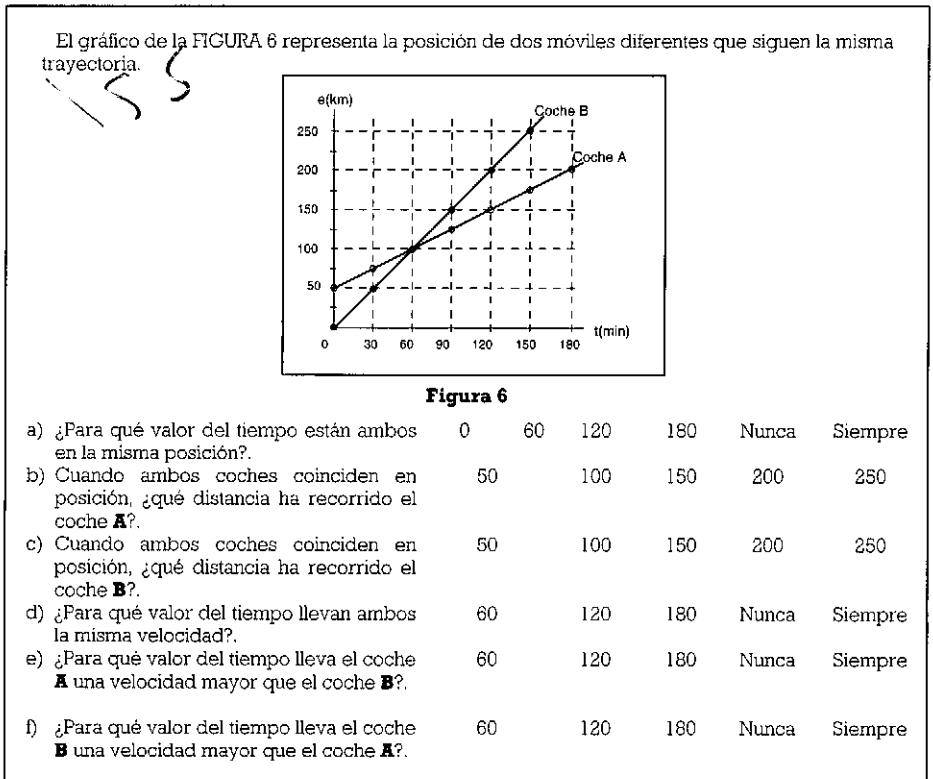 El gráfico de la FIGURA 6 representa la posición de dos móviles diferentes que siguen la misma
trayectoria.
e(km)
Coche B
250
Coche A
200
150
100
50
t(min)
0 30 60 90 120 150 180
Figura 6
a) ¿Para qué valor del tiempo están ambos 0 60 120 180 Nunca Siempre
en la misma posición?.
b) Cuando ambos coches coinciden en 50 100 150 200 250
posición, ¿qué distancia ha recorrido el
coche A?.
c) Cuando ambos coches coinciden en 50 100 150 200 250
posición, ¿qué distancia ha recorrido el
coche B?.
d) ¿Para qué valor del tiempo llevan ambos 60 120 180 Nunca Siempre
la misma velocidad?.
e) ¿Para qué valor del tiempo lleva el coche 60 120 180 Nunca Siempre
A una velocidad mayor que el coche B?.
f) ¿Para qué valor del tiempo lleva el coche 60 120 180 Nunca Siempre
B una velocidad mayor que el coche A?.